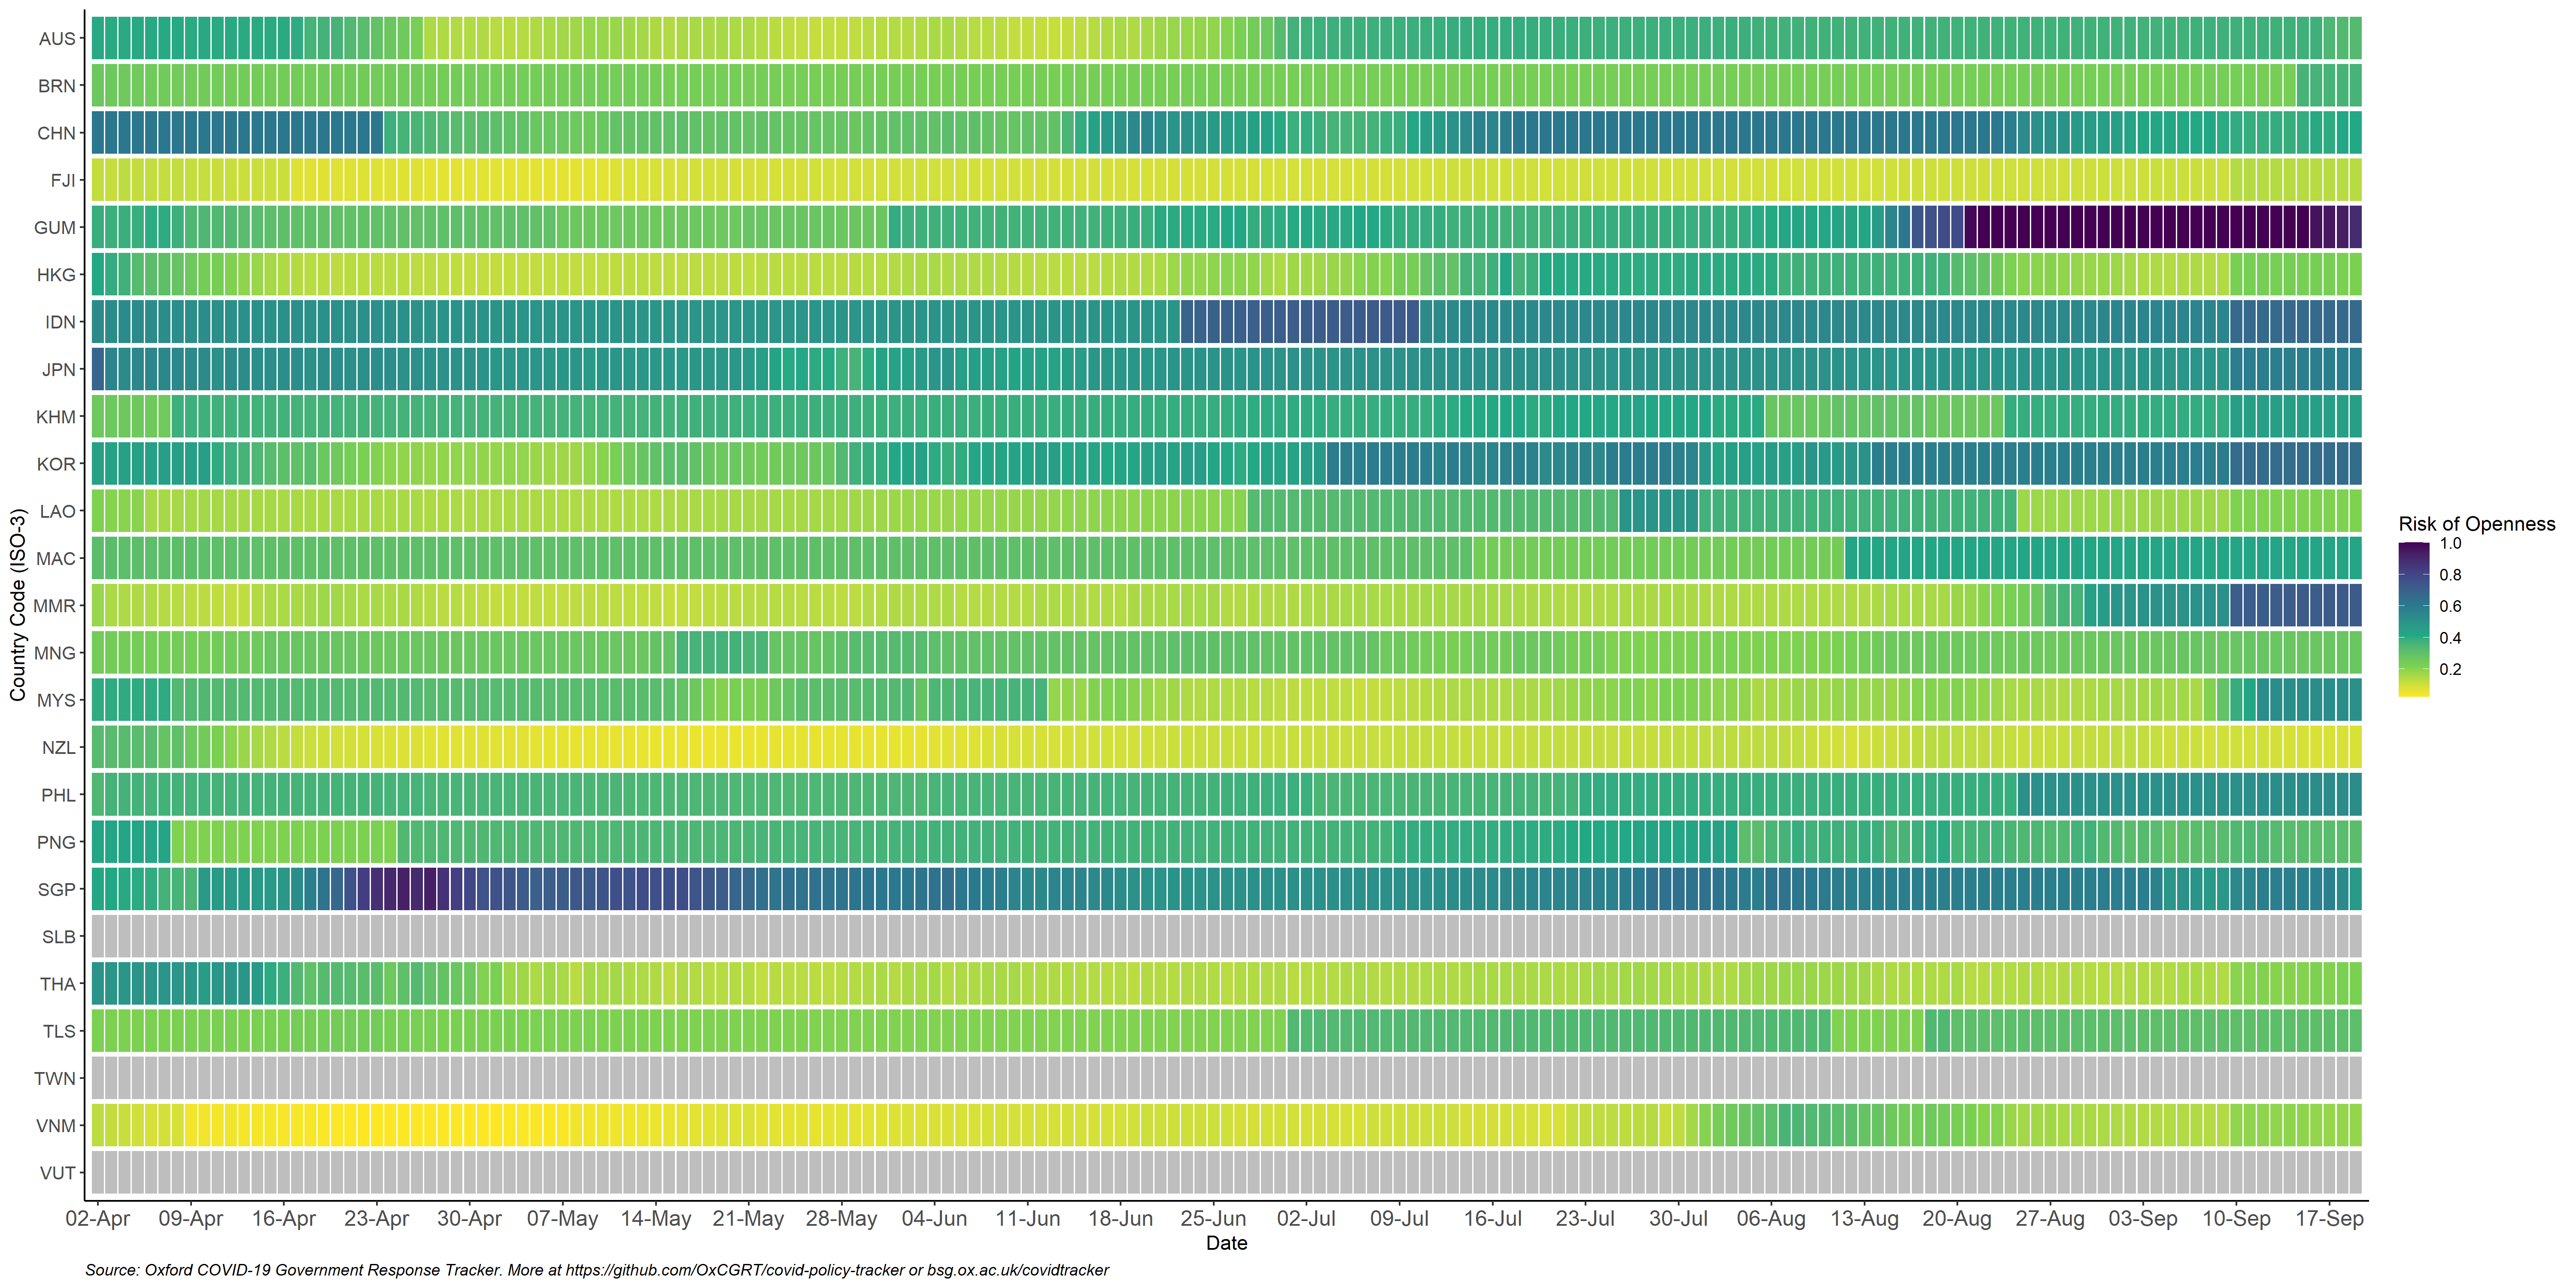 AUS
BRN
CHN
FJI
GUM
HKG
IDN
JPN
KHM
KOR
LAO
MAC
MMR
MNG
MYS
NZL
PHL
PNG
SGP
SLB
THA
TLS
TWN
VNM
VUT
Country Code (ISO-3)
02-Apr 09-Apr 16-Apr 23-Apr 30-Apr 07-May 14-May 21-May 28-May 04-Jun 11-Jun 18-Jun 25-Jun 02-Jul 09-Jul 16-Jul 23-Jul 30-Jul 06-Aug 13-Aug 20-Aug 27-Aug 03-Sep 10-Sep 17-Sep
Date
Risk of Openness
1.0
0.8
0.6
0.4
0.2
Source: Oxford COVID-19 Government Response Tracker. More at https://github.com/OxCGRT/covid-policy-tracker or bsg.ox.ac.uk/covidtracker